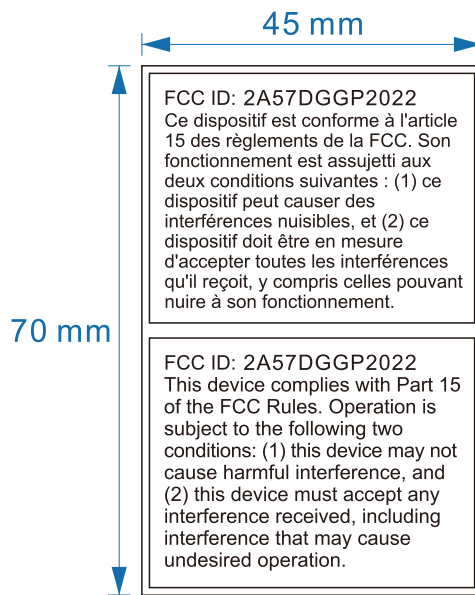 45 mm
FCC ID: 2A57DGGP2022
Ce dispositif est conforme à l'article
15 des règlements de la FCC. Son
fonctionnement est assujetti aux
deux conditions suivantes : (1) ce
dispositif peut causer des
interférences nuisibles, et (2) ce
dispositif doit être en mesure
d'accepter toutes les interférences
qu'il reçoit, y compris celles pouvant
nuire à son fonctionnement.
70 mm
FCC ID: 2A57DGGP2022
This device complies with Part 15
of the FCC Rules. Operation is
subject to the following two
conditions: (1) this device may not
cause harmful interference, and
(2) this device must accept any
interference received, including
interference that may cause
undesired operation.